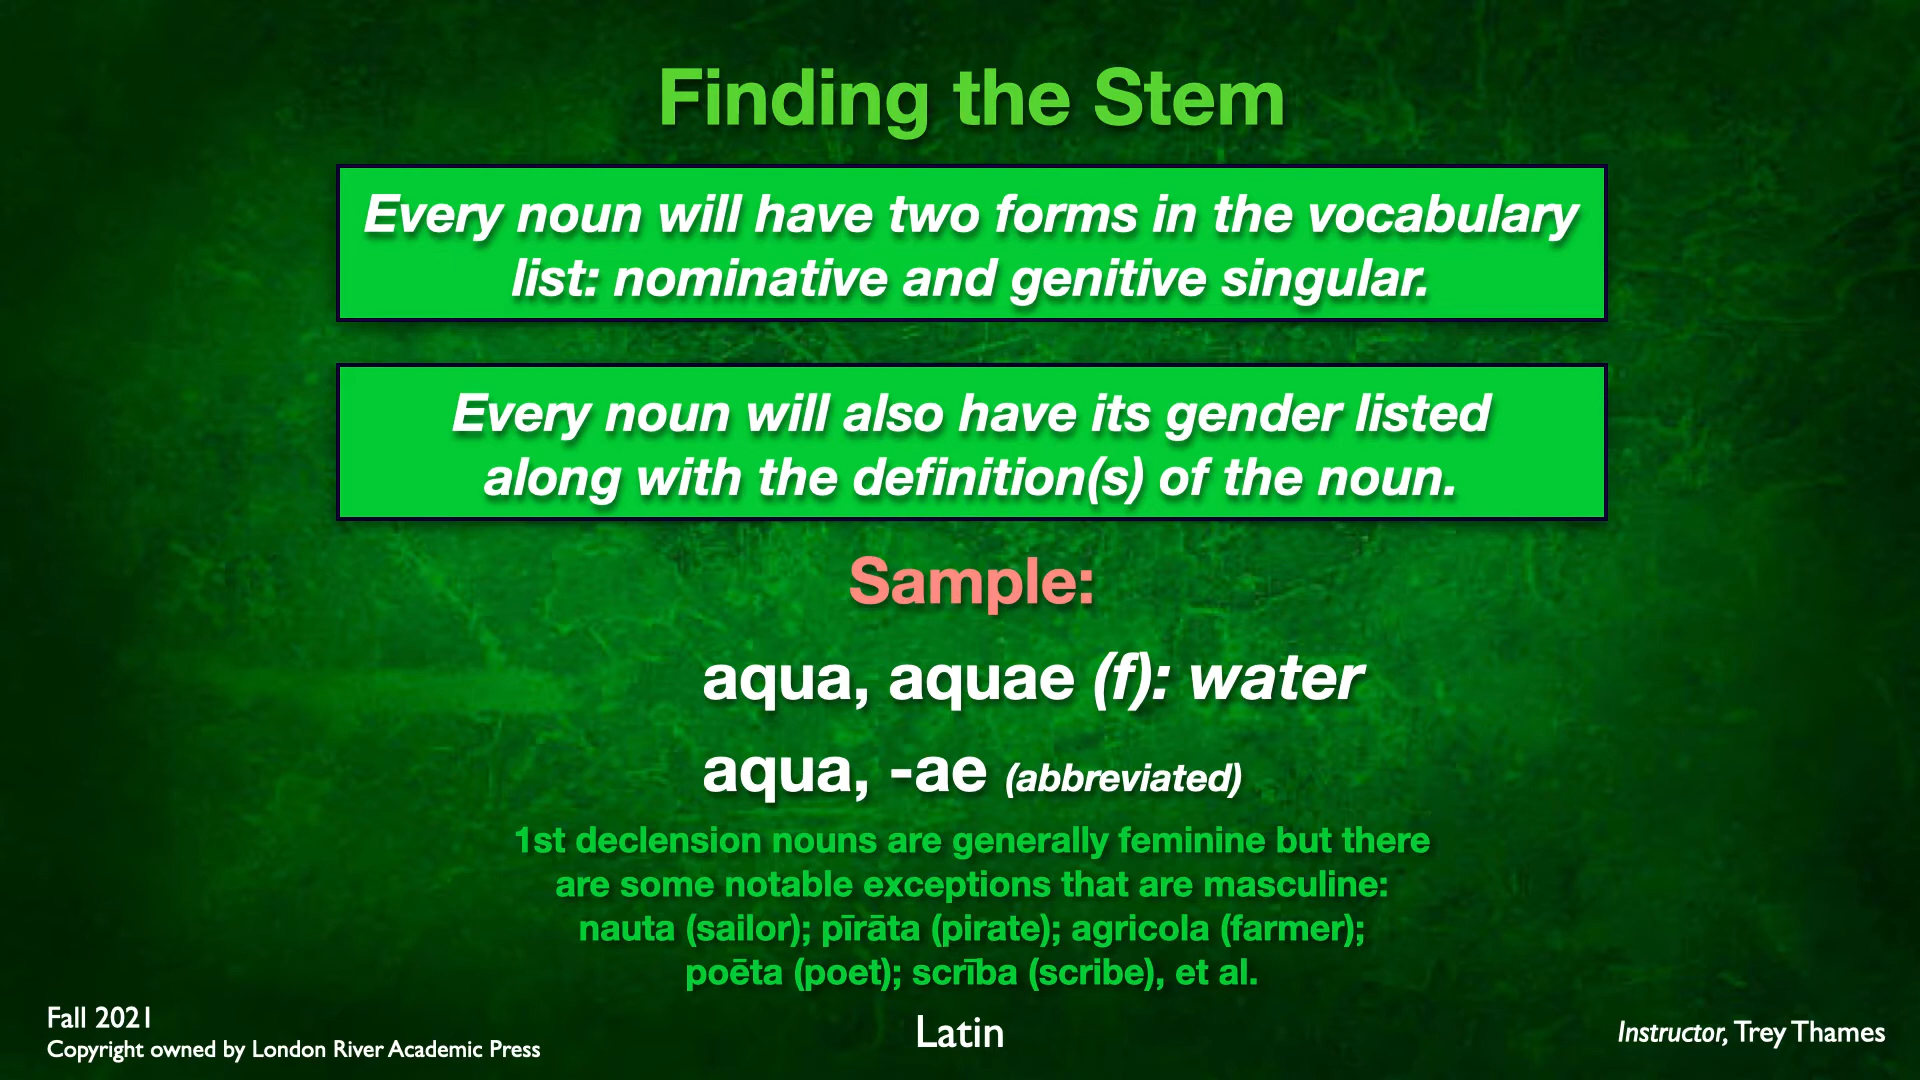 Finding the Stem
Every noun will have two forms in the vocabulary
list: nominative and genitive singular.
Every noun will also have its gender listed
along with the definition(s) of the noun.
Sample:
aqua, aquae (f): water
aqua, -ae (abbreviated)
1st declension nouns are generally feminine but there
are some notable exceptions that are masculine:
nauta (sailor); pīrāta (pirate); agricola (farmer);
poēta (poet); scrība (scribe), et al.
Fall 2021
Copyright owned by London River Academic Press
Latin
Instructor, Trey Thames